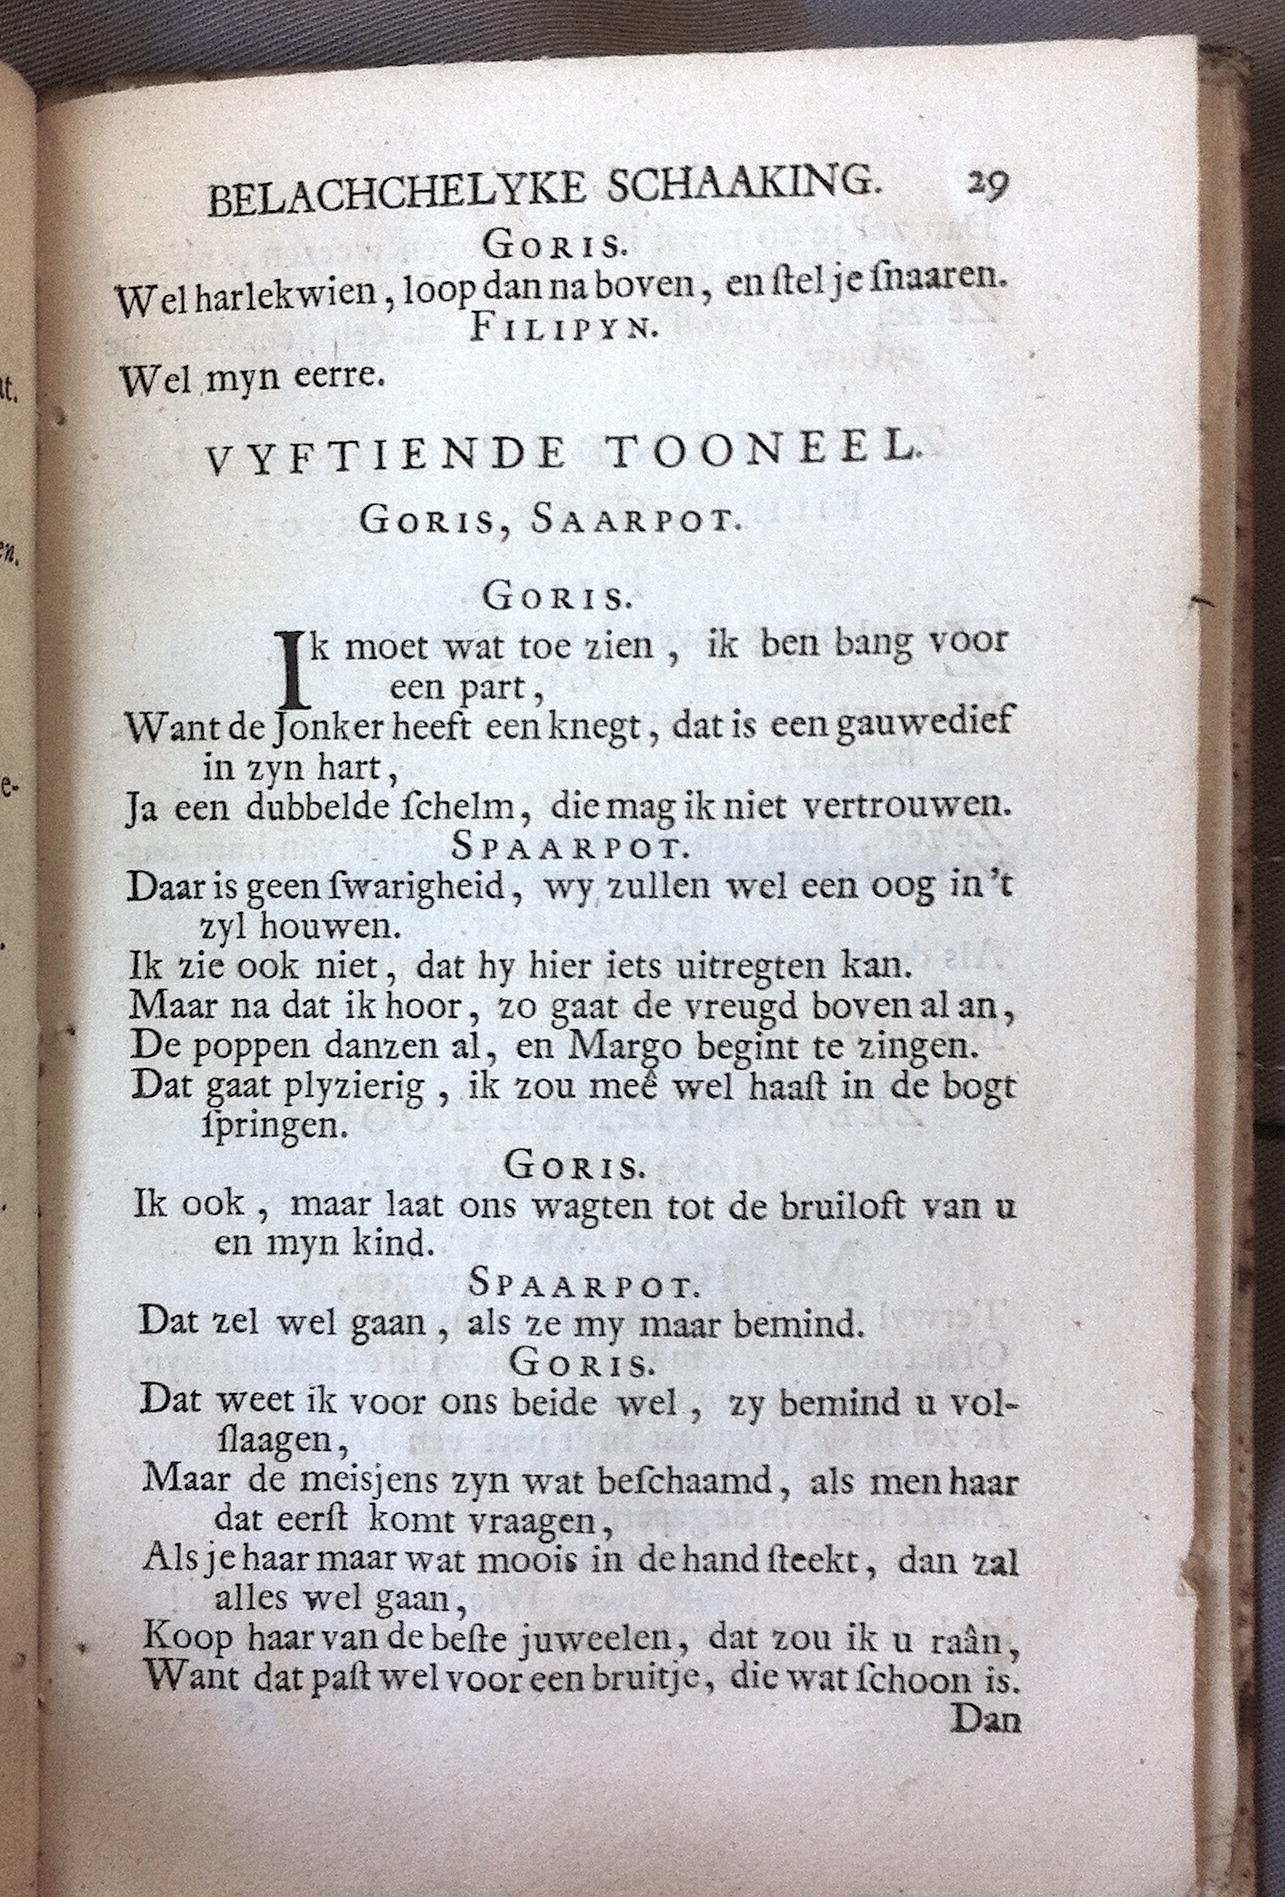 BELACHCHELYKE SCHAAKING. 29
GORIS.
Wel harlekwien, loop dan na boven, en ſtel je ſnaaren.
FILIPYN.
Wel myn eerre.
VYFTIENDE TOONEEL.
GORIS, SAARPOT.
GORIS.
Ik moet wat toe zien, ik ben bang voor
een part,
Want de Jonker heeft een knegt, dat is een gauwedief
in zyn hart,
Ja een dubbelde ſchelm, die mag ik niet vertrouwen.
SPAARPOT.
Daar is geen ſwarigheid, wy zullen wel een oog in 't
zyl houwen.
Ik zie ook niet, dat hy hier iets uitregten kan.
Maar na dat ik hoor, zo gaat de vreugd boven al an,
De poppen danzen al, en Margo begint te zingen.
Dat gaat plyzierig, ik zou meê wel haaſt in de bogt
ſpringen.
GORIS.
Ik ook, maar laat ons wagten tot de bruiloft van u
en myn kind.
SPAARPOT.
Dat zel wel gaan, als ze my maar bemind.
GORIS.
Dat weet ik voor ons beide wel, zy bemind u vol-
ſlaagen,
Maar de meisjens zyn wat beſchaamd, als men haar
dat eerſt komt vraagen,
Als je haar maar wat moois in de hand ſteekt, dan zal
alles wel gaan,
Koop haar van de beſte juweelen, dat zou ik u raân,
Want dat paſt wel voor een bruitje, die wat ſchoon is.
Dan